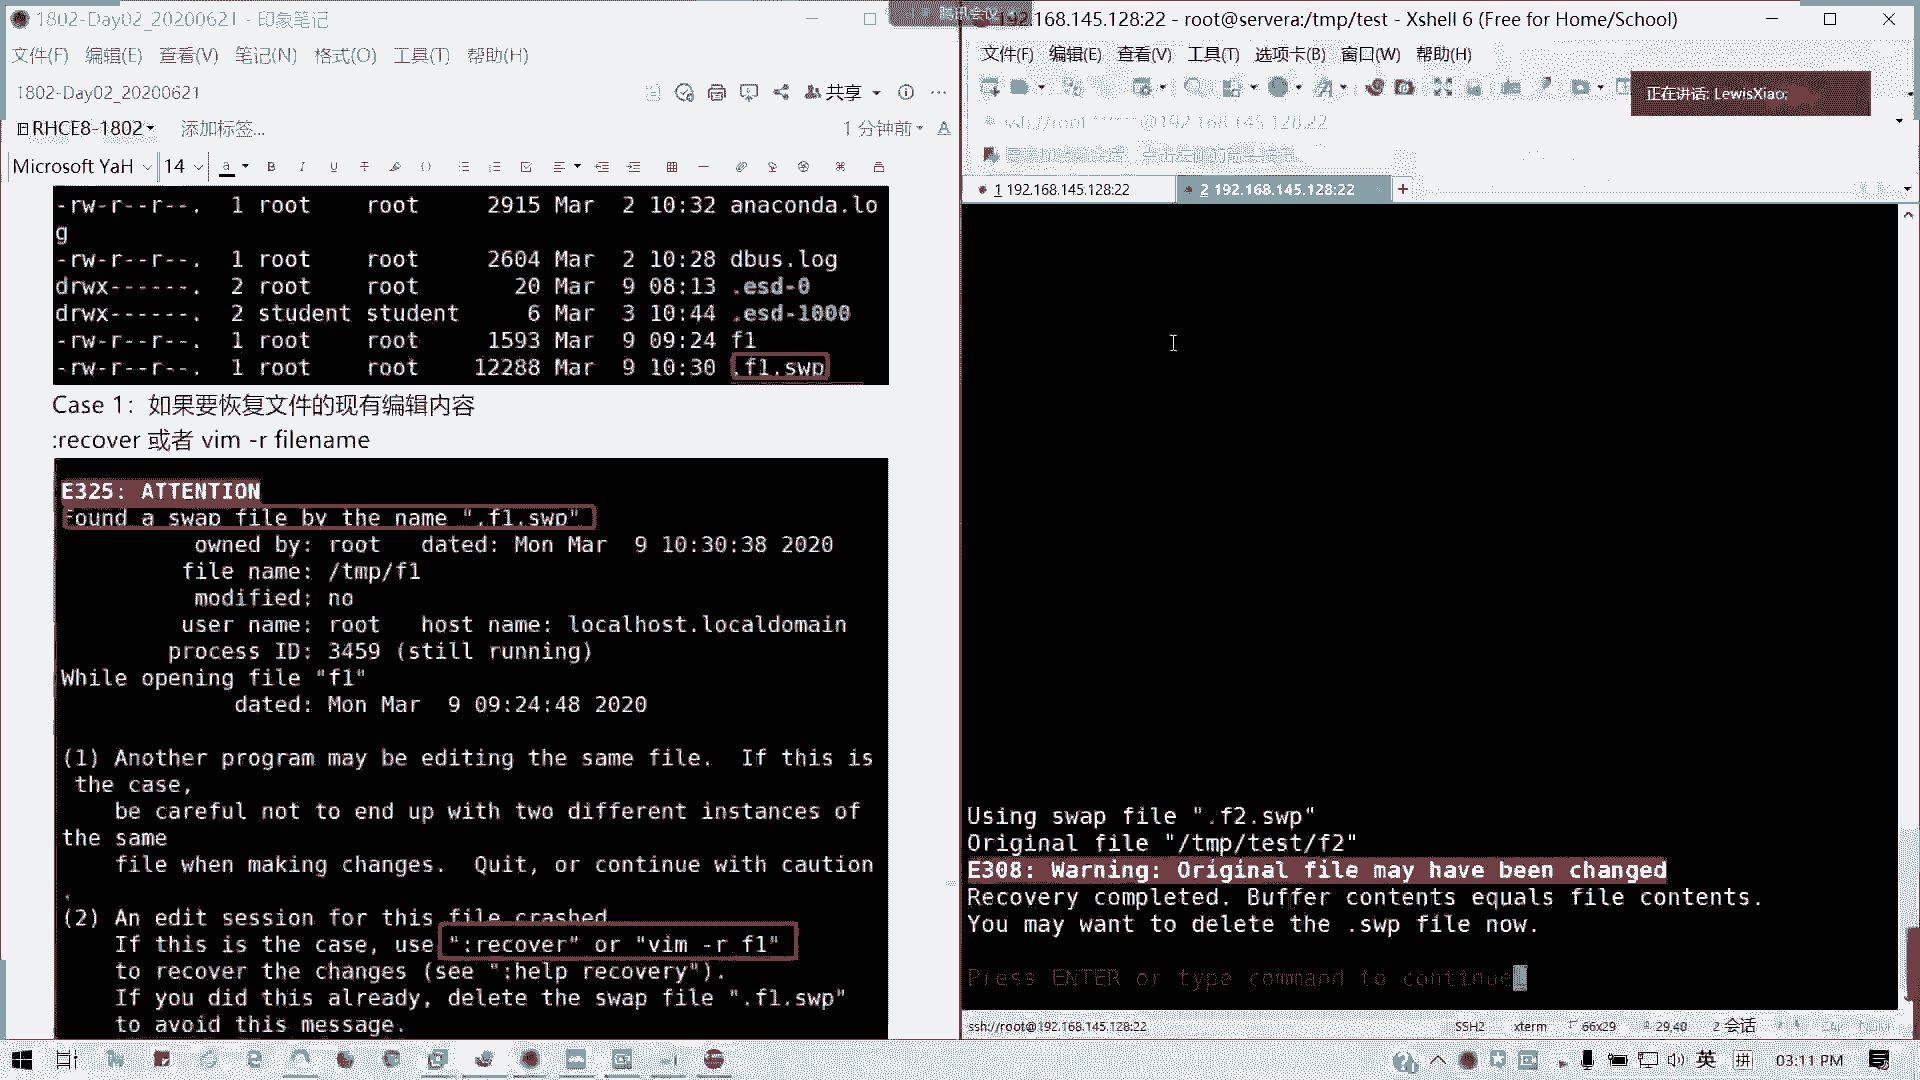 1802-Day02_20200621 - 印象笔记
文件(F) 编辑(E) 查看(V) 笔记(N) 格式(O) 工具(T) 帮助(H)
1802-Day02_20200621
共享
RHCE8-1802
添加标签...
1 分钟前
Microsoft YaH
14
-rw-r--r--. 1 root root 2915 Mar 2 10:32 anaconda.lo
g
-rw-r--r--. 1 root root 2604 Mar 2 10:28 dbus.log
drwx------. 2 root root 20 Mar 9 08:13 .esd-0
drwx------. 2 student student 6 Mar 3 10:44 .esd-1000
-rw-r--r--. 1 root root 1593 Mar 9 09:24 f1
-rw-r--r--. 1 root root 12288 Mar 9 10:30 .f1.swp
Case 1：如果要恢复文件的现有编辑内容
:recover 或者 vim -r filename
E325: ATTENTION
Found a swap file by the name ".f1.swp"
owned by: root dated: Mon Mar 9 10:30:38 2020
file name: /tmp/f1
modified: no
user name: root host name: localhost.localdomain
process ID: 3459 (still running)
While opening file "f1"
dated: Mon Mar 9 09:24:48 2020
(1) Another program may be editing the same file. If this is
the case,
be careful not to end up with two different instances of
the same
file when making changes. Quit, or continue with caution
.
(2) An edit session for this file crashed
If this is the case, use ":recover" or "vim -r f1"
to recover the changes (see ":help recovery").
If you did this already, delete the swap file ".f1.swp"
to avoid this message.
腾讯会议
192.168.145.128:22 - root@servera:/tmp/test - Xshell 6 (Free for Home/School)
文件(F) 编辑(E) 查看(V) 工具(T) 选项卡(B) 窗口(W) 帮助(H)
正在讲话: LewisXiao;
1 192.168.145.128:22
2 192.168.145.128:22
Using swap file ".f2.swp"
Original file "/tmp/test/f2"
E308: Warning: Original file may have been changed
Recovery completed. Buffer contents equals file contents.
You may want to delete the .swp file now.
Press ENTER or type command to continue
ssh://root@192.168.145.128:22
SSH2
xterm
66x29
29,40
2 会话
英
拼
03:11 PM